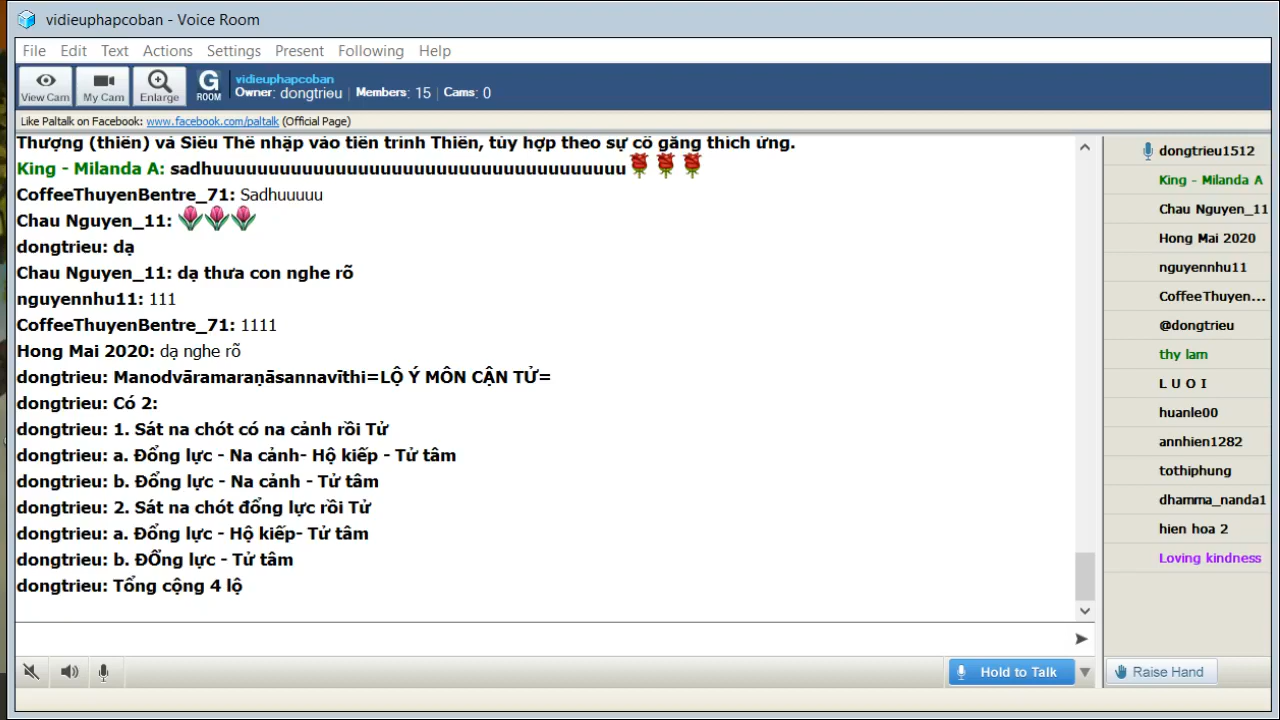 vidieuphapcoban - Voice Room
File Edit Text Actions Settings Present Following Help
View Cam My Cam Enlarge G ROOM
vidieuphapcoban
Owner: dongtrieu | Members: 15 | Cams: 0
Like Paltalk on Facebook: www.facebook.com/paltalk (Official Page)
Thượng (thiền) và Siêu Thế nhập vào tiến trình Thiền, tùy hợp theo sự cố gắng thích ứng.
King - Milanda A: sadhuuuuuuuuuuuuuuuuuuuuuuuuuuuuuuuuuuuuu
CoffeeThuyenBentre_71: Sadhuuuuu
Chau Nguyen_11:
dongtrieu: dạ
Chau Nguyen_11: dạ thưa con nghe rõ
nguyennhu11: 111
CoffeeThuyenBentre_71: 1111
Hong Mai 2020: dạ nghe rõ
dongtrieu: Manodvāramaraṇāsannavīthi=LỘ Ý MÔN CẬN TỬ=
dongtrieu: Có 2:
dongtrieu: 1. Sát na chót có na cảnh rồi Tử
dongtrieu: a. Đổng lực - Na cảnh- Hộ kiếp - Tử tâm
dongtrieu: b. Đổng lực - Na cảnh - Tử tâm
dongtrieu: 2. Sát na chót đổng lực rồi Tử
dongtrieu: a. Đổng lực - Hộ kiếp- Tử tâm
dongtrieu: b. ĐỔng lực - Tử tâm
dongtrieu: Tổng cộng 4 lộ
Hold to Talk
dongtrieu1512
King - Milanda A
Chau Nguyen_11
Hong Mai 2020
nguyennhu11
CoffeeThuyen...
@dongtrieu
thy lam
L U O I
huanle00
annhien1282
tothiphung
dhamma_nanda1
hien hoa 2
Loving kindness
Raise Hand